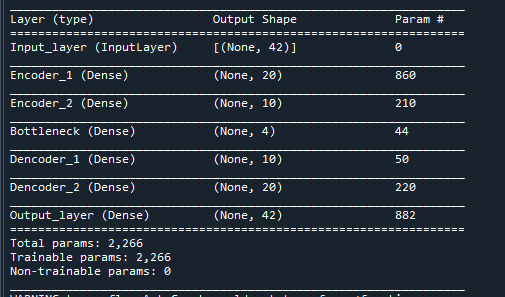 Layer (type) Output Shape Param #
Input_layer (InputLayer) [(None, 42)] 0
Encoder_1 (Dense) (None, 20) 860
Encoder_2 (Dense) (None, 10) 210
Bottleneck (Dense) (None, 4) 44
Dencoder_1 (Dense) (None, 10) 50
Dencoder_2 (Dense) (None, 20) 220
Output_layer (Dense) (None, 42) 882
Total params: 2,266
Trainable params: 2,266
Non-trainable params: 0